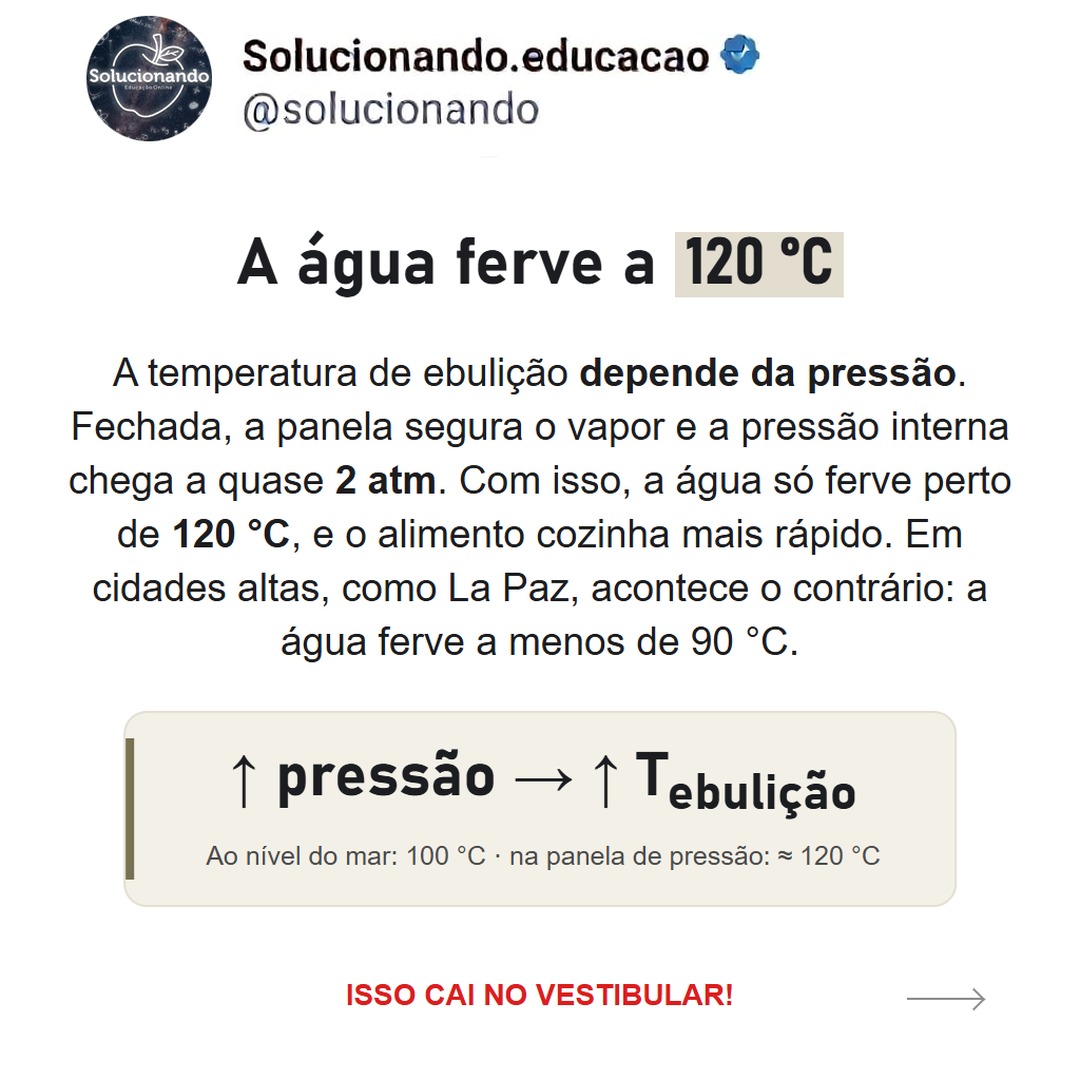 Solucionando
Educação Online
Solucionando.educacao
@solucionando
A água ferve a 120 °C
A temperatura de ebulição depende da pressão.
Fechada, a panela segura o vapor e a pressão interna
chega a quase 2 atm. Com isso, a água só ferve perto
de 120 °C, e o alimento cozinha mais rápido. Em
cidades altas, como La Paz, acontece o contrário: a
água ferve a menos de 90 °C.
↑ pressão → ↑ Tebulição
Ao nível do mar: 100 °C · na panela de pressão: ≈ 120 °C
ISSO CAI NO VESTIBULAR!